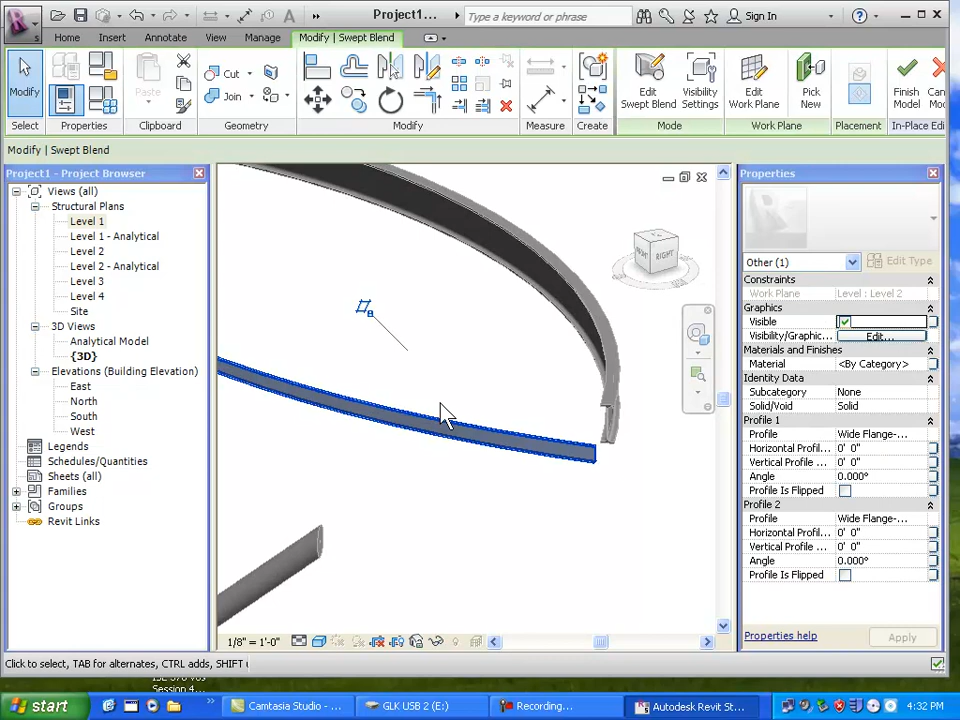 Project1...
Type a keyword or phrase
Sign In
Home
Insert
Annotate
View
Manage
Modify | Swept Blend
Modify
Paste
Cut
Join
Edit
Swept Blend
Visibility
Settings
Edit
Work Plane
Pick
New
Finish
Model
Can
Mo
Select
Properties
Clipboard
Geometry
Modify
Measure
Create
Mode
Work Plane
Placement
In-Place Edi
Modify | Swept Blend
Project1 - Project Browser
Views (all)
Structural Plans
Level 1
Level 1 - Analytical
Level 2
Level 2 - Analytical
Level 3
Level 4
Site
3D Views
Analytical Model
{3D}
Elevations (Building Elevation)
East
North
South
West
Legends
Schedules/Quantities
Sheets (all)
Families
Groups
Revit Links
RIGHT
Properties
Other (1)
Edit Type
Constraints
Work Plane
Level : Level 2
Graphics
Visible
Visibility/Graphic...
Edit...
Materials and Finishes
Material
<By Category>
Identity Data
Subcategory
None
Solid/Void
Solid
Profile 1
Profile
Wide Flange-...
Horizontal Profil...
0' 0"
Vertical Profile ...
0' 0"
Angle
0.000°
Profile Is Flipped
Profile 2
Profile
Wide Flange-...
Horizontal Profil...
0' 0"
Vertical Profile ...
0' 0"
Angle
0.000°
Profile Is Flipped
Properties help
Apply
1/8" = 1'-0"
Click to select, TAB for alternates, CTRL adds, SHIFT u
Session 4...
start
Camtasia Studio - ...
GLK USB 2 (E:)
Recording...
Autodesk Revit St...
4:32 PM